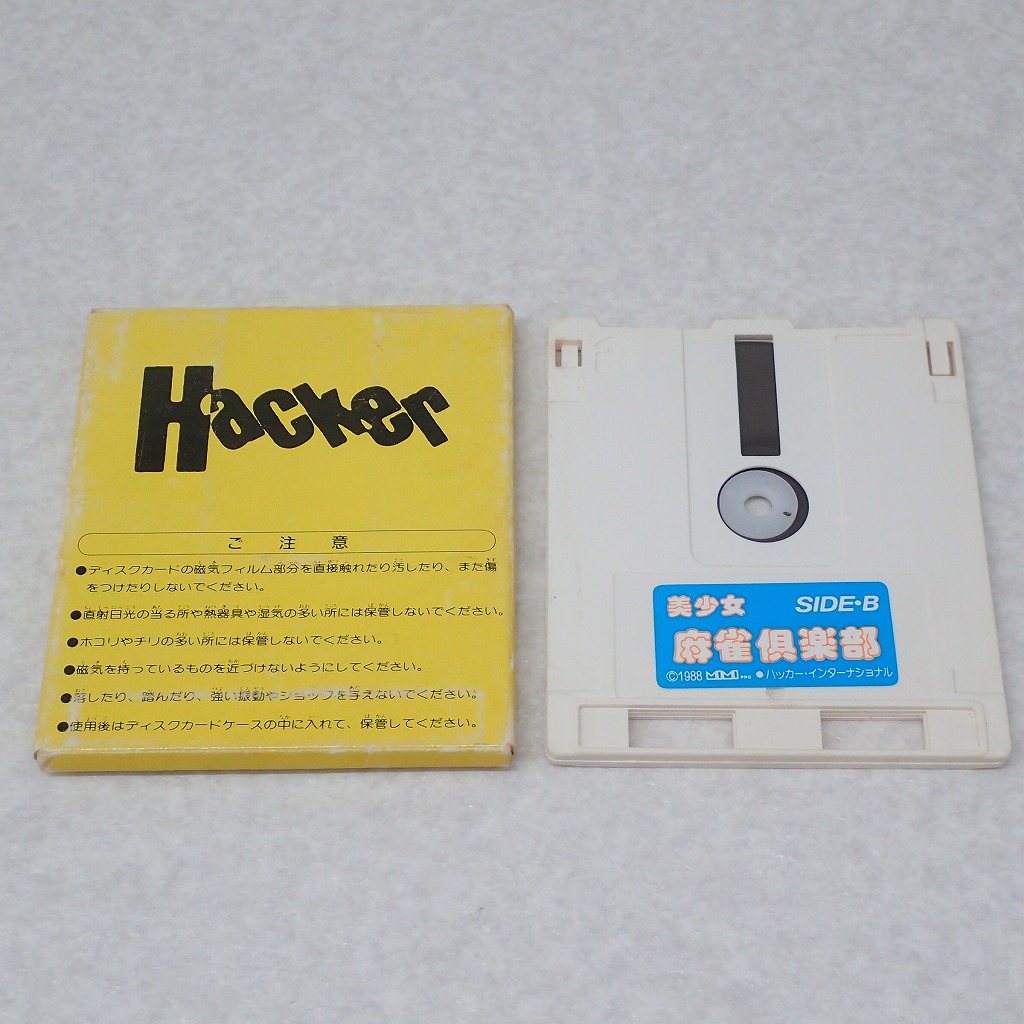 Hacker
ご注意
●ディスクカードの磁気フィルム部分を直接触れたり汚したり、また傷
をつけたりしないでください。
●直射日光の当る所や熱器具や湿気の多い所には保管しないでください。
●ホコリやチリの多い所には保管しないでください。
●磁気を持っているものを近づけないようにしてください。
●落したり、踏んだり、強い振動やショックを与えないでください。
●使用後はディスクカードケースの中に入れて、保管してください。
美少女 SIDE・B
麻雀倶楽部
©1988 MIMI PRO ●ハッカー・インターナショナル